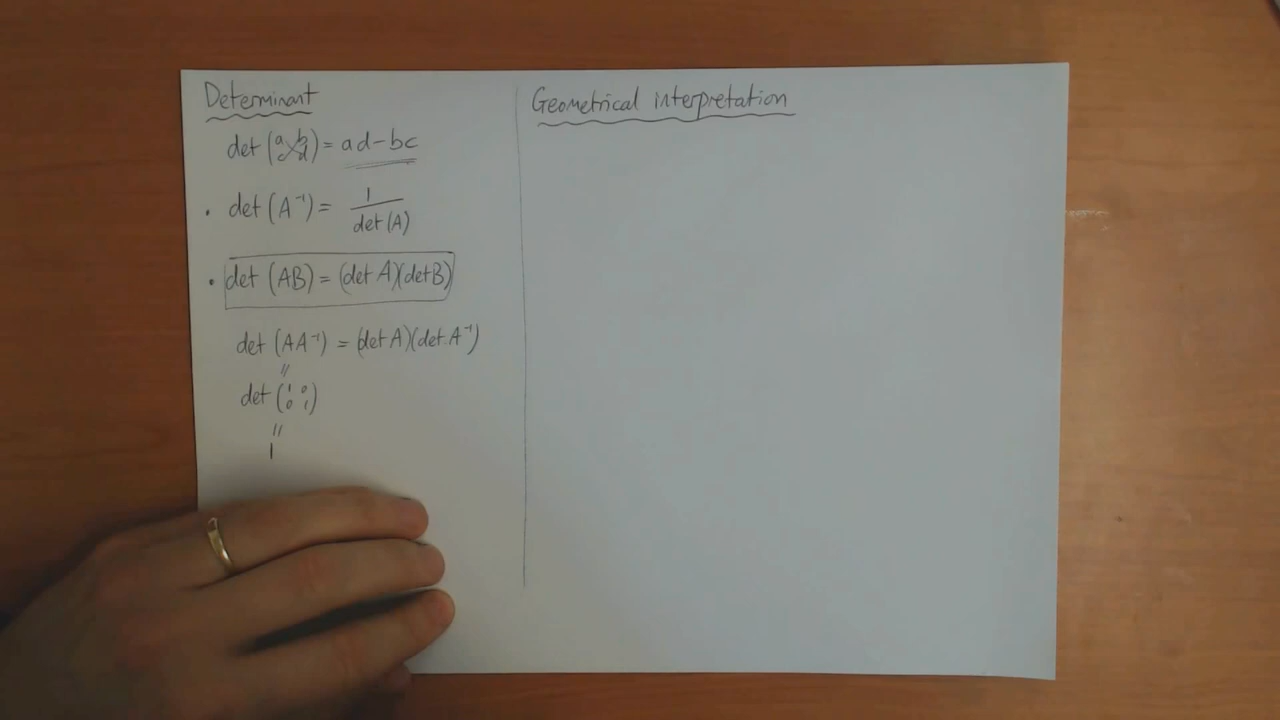 Determinant
det (a b c d) = ad - bc
• det (A⁻¹) = 1 / det (A)
• det (AB) = (det A)(det B)
det (AA⁻¹) = (det A)(det A⁻¹)
"
det (1 0 0 1)
"
1
Geometrical interpretation